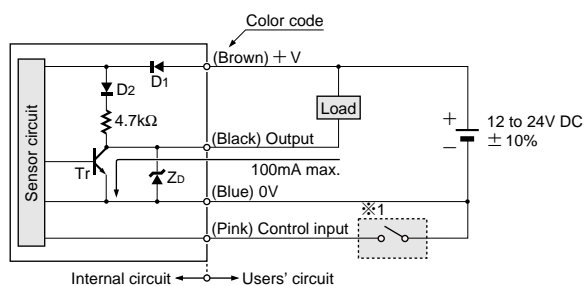 Color code
(Brown) + V
D1
D2
4.7kΩ
Load
Sensor circuit
(Black) Output
12 to 24V DC
± 10%
+
−
Tr
ZD
100mA max.
(Blue) 0V
※1
(Pink) Control input
Internal circuit
Users' circuit